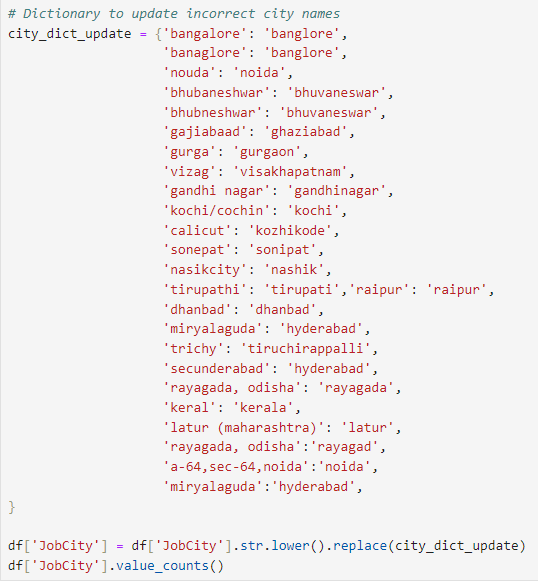 # Dictionary to update incorrect city names
city_dict_update = {'bangalore': 'banglore',
                    'banaglore': 'banglore',
                    'nouda': 'noida',
                    'bhubaneshwar': 'bhuvaneswar',
                    'bhubneshwar': 'bhuvaneswar',
                    'gajiabaad': 'ghaziabad',
                    'gurga': 'gurgaon',
                    'vizag': 'visakhapatnam',
                    'gandhi nagar': 'gandhinagar',
                    'kochi/cochin': 'kochi',
                    'calicut': 'kozhikode',
                    'sonepat': 'sonipat',
                    'nasikcity': 'nashik',
                    'tirupathi': 'tirupati','raipur': 'raipur',
                    'dhanbad': 'dhanbad',
                    'miryalaguda': 'hyderabad',
                    'trichy': 'tiruchirappalli',
                    'secunderabad': 'hyderabad',
                    'rayagada, odisha': 'rayagada',
                    'keral': 'kerala',
                    'latur (maharashtra)': 'latur',
                    'rayagada, odisha':'rayagad',
                    'a-64,sec-64,noida':'noida',
                    'miryalaguda':'hyderabad',
}
df['JobCity'] = df['JobCity'].str.lower().replace(city_dict_update)
df['JobCity'].value_counts()